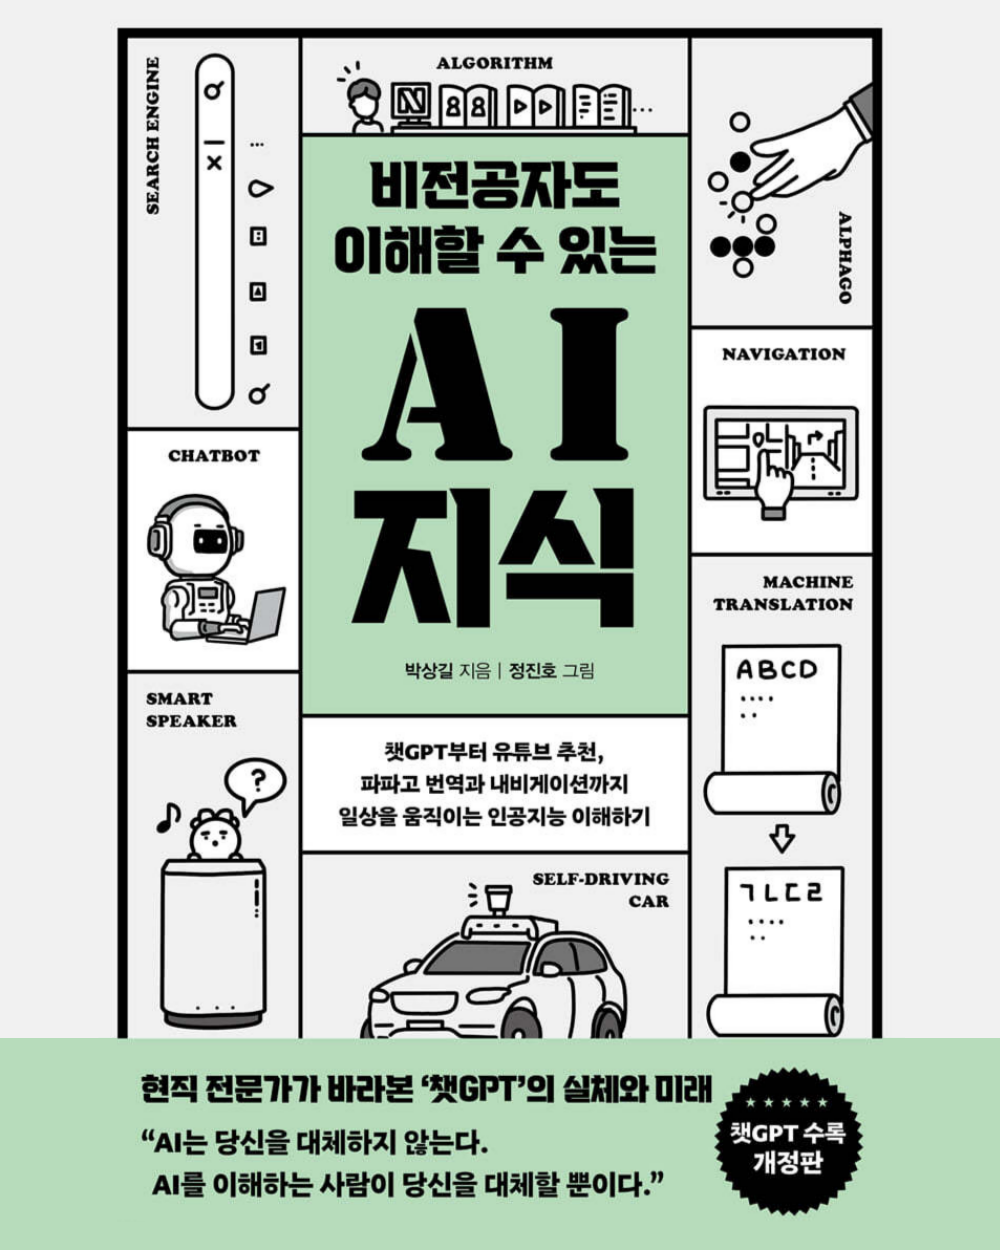 SEARCH ENGINE
ALGORITHM
N
ALPHAGO
비전공자도
이해할 수 있는
AI
지식
박상길 지음 | 정진호 그림
NAVIGATION
CHATBOT
MACHINE
TRANSLATION
ABCD
ㄱㄴㄷㄹ
SMART
SPEAKER
?
챗GPT부터 유튜브 추천,
파파고 번역과 내비게이션까지
일상을 움직이는 인공지능 이해하기
SELF-DRIVING
CAR
현직 전문가가 바라본 ‘챗GPT’의 실체와 미래
“AI는 당신을 대체하지 않는다.
AI를 이해하는 사람이 당신을 대체할 뿐이다.”
챗GPT 수록
개정판